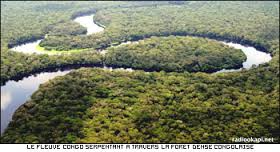 radiookapi.net
LE FLEUVE CONGO SERPENTANT A TRAVERS LA FORET DENSE CONGOLAISE